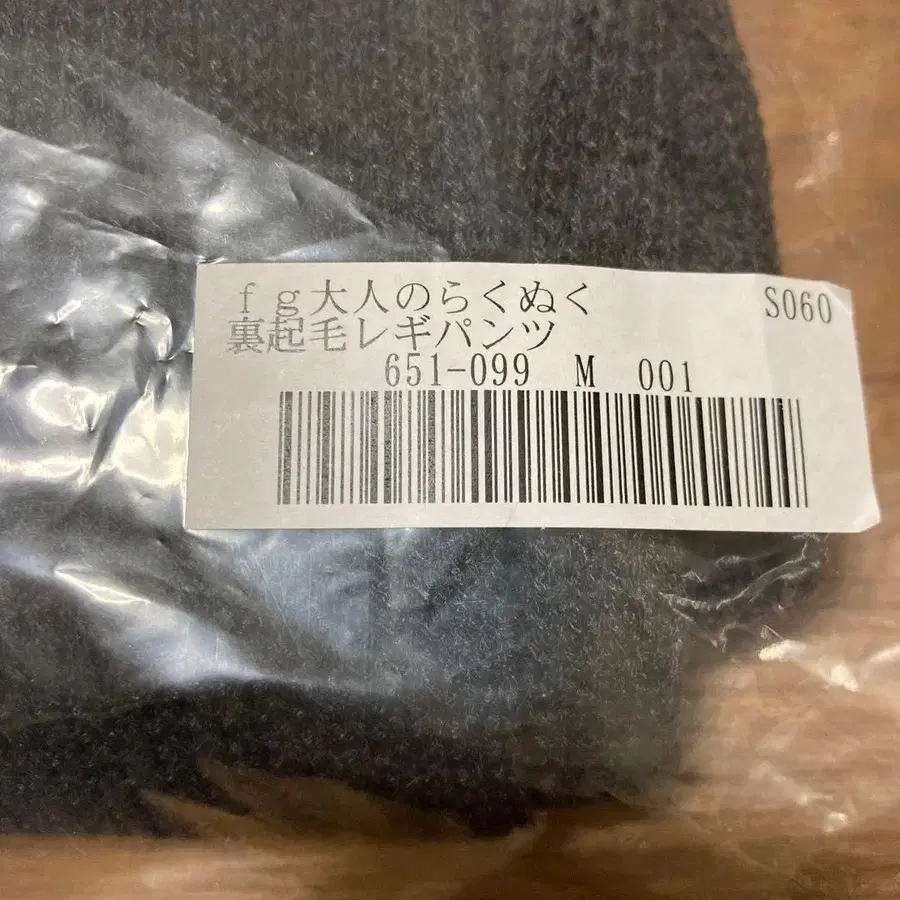 ｆｇ大人のらくぬく
S060
裏起毛レギパンツ
651-099 M 001